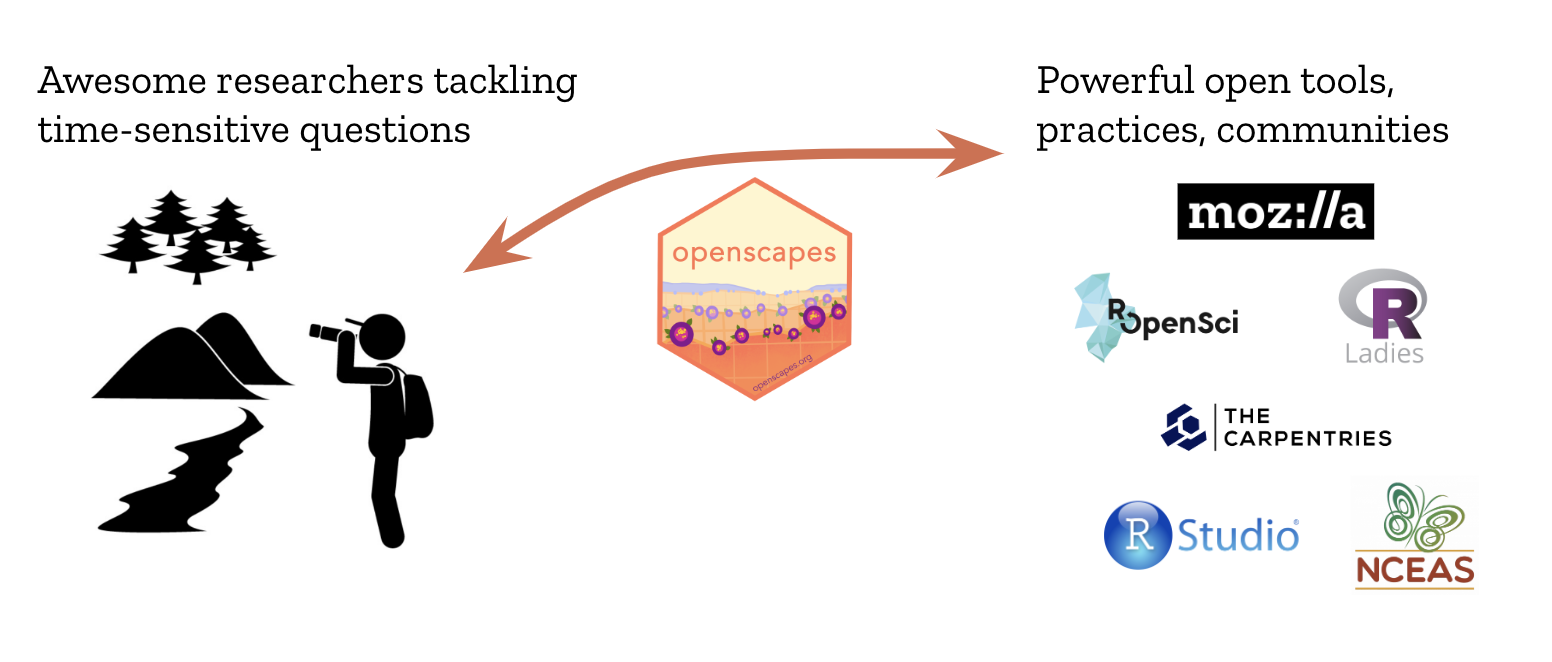 Awesome researchers tackling
time-sensitive questions
Powerful open tools,
practices, communities
moz://a
openscapes
openscapes.org
ROpenSci
R
Ladies
THE
CARPENTRIES
R Studio®
NCEAS